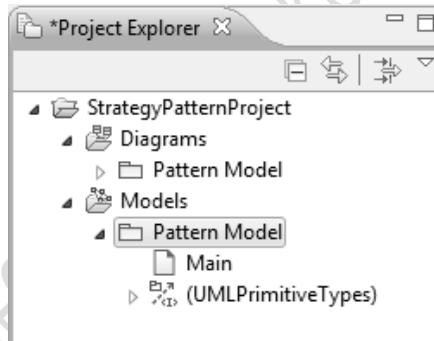 *Project Explorer
StrategyPatternProject
Diagrams
Pattern Model
Models
Pattern Model
Main
(UMLPrimitiveTypes)